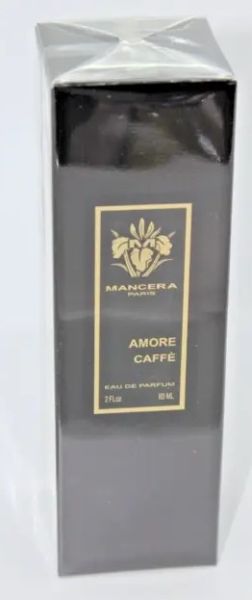 MANCERA
PARIS
AMORE
CAFFÈ
EAU DE PARFUM
2 Fl.oz 60 ML